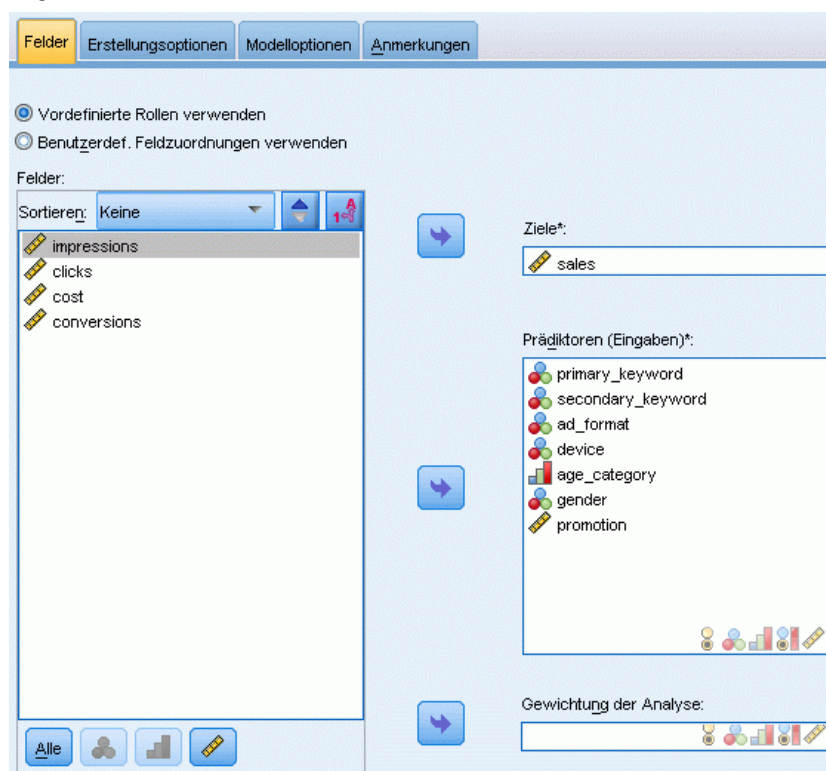 Felder Erstellungsoptionen Modelloptionen Anmerkungen
Vordefinierte Rollen verwenden
Benutzerdef. Feldzuordnungen verwenden
Felder:
Sortieren: Keine
impressions
clicks
cost
conversions
Alle
Ziele*:
sales
Prädiktoren (Eingaben)*:
primary_keyword
secondary_keyword
ad_format
device
age_category
gender
promotion
Gewichtung der Analyse: